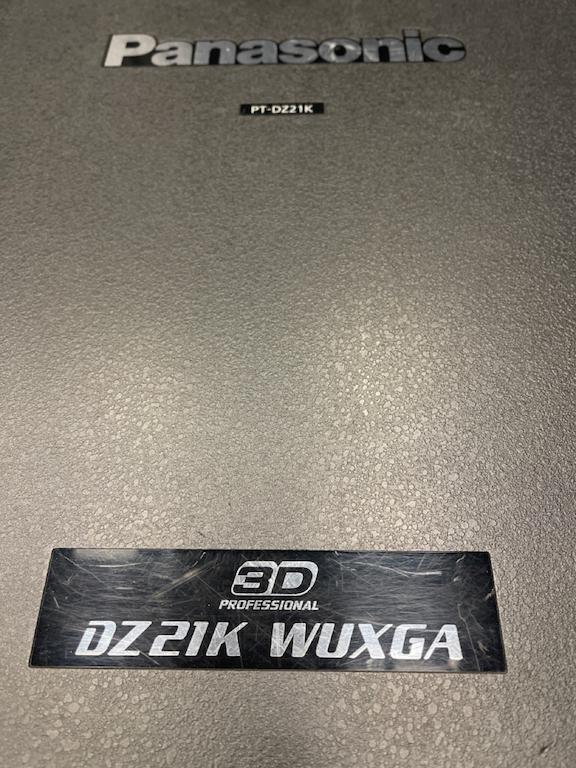 Panasonic
PT-DZ21K
3D
PROFESSIONAL
DZ21K WUXGA